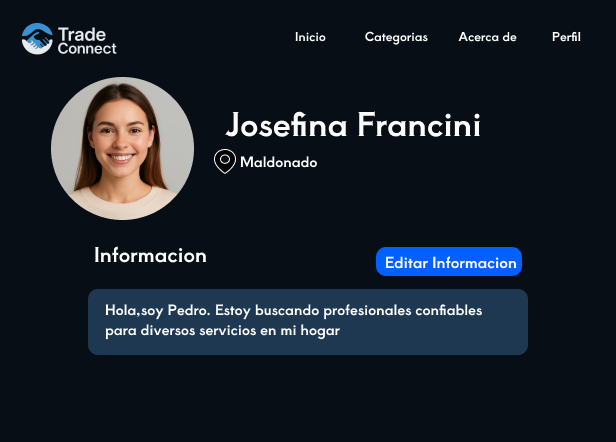 Trade
Connect
Inicio
Categorias
Acerca de
Perfil
Josefina Francini
Maldonado
Informacion
Editar Informacion
Hola,soy Pedro. Estoy buscando profesionales confiables
para diversos servicios en mi hogar